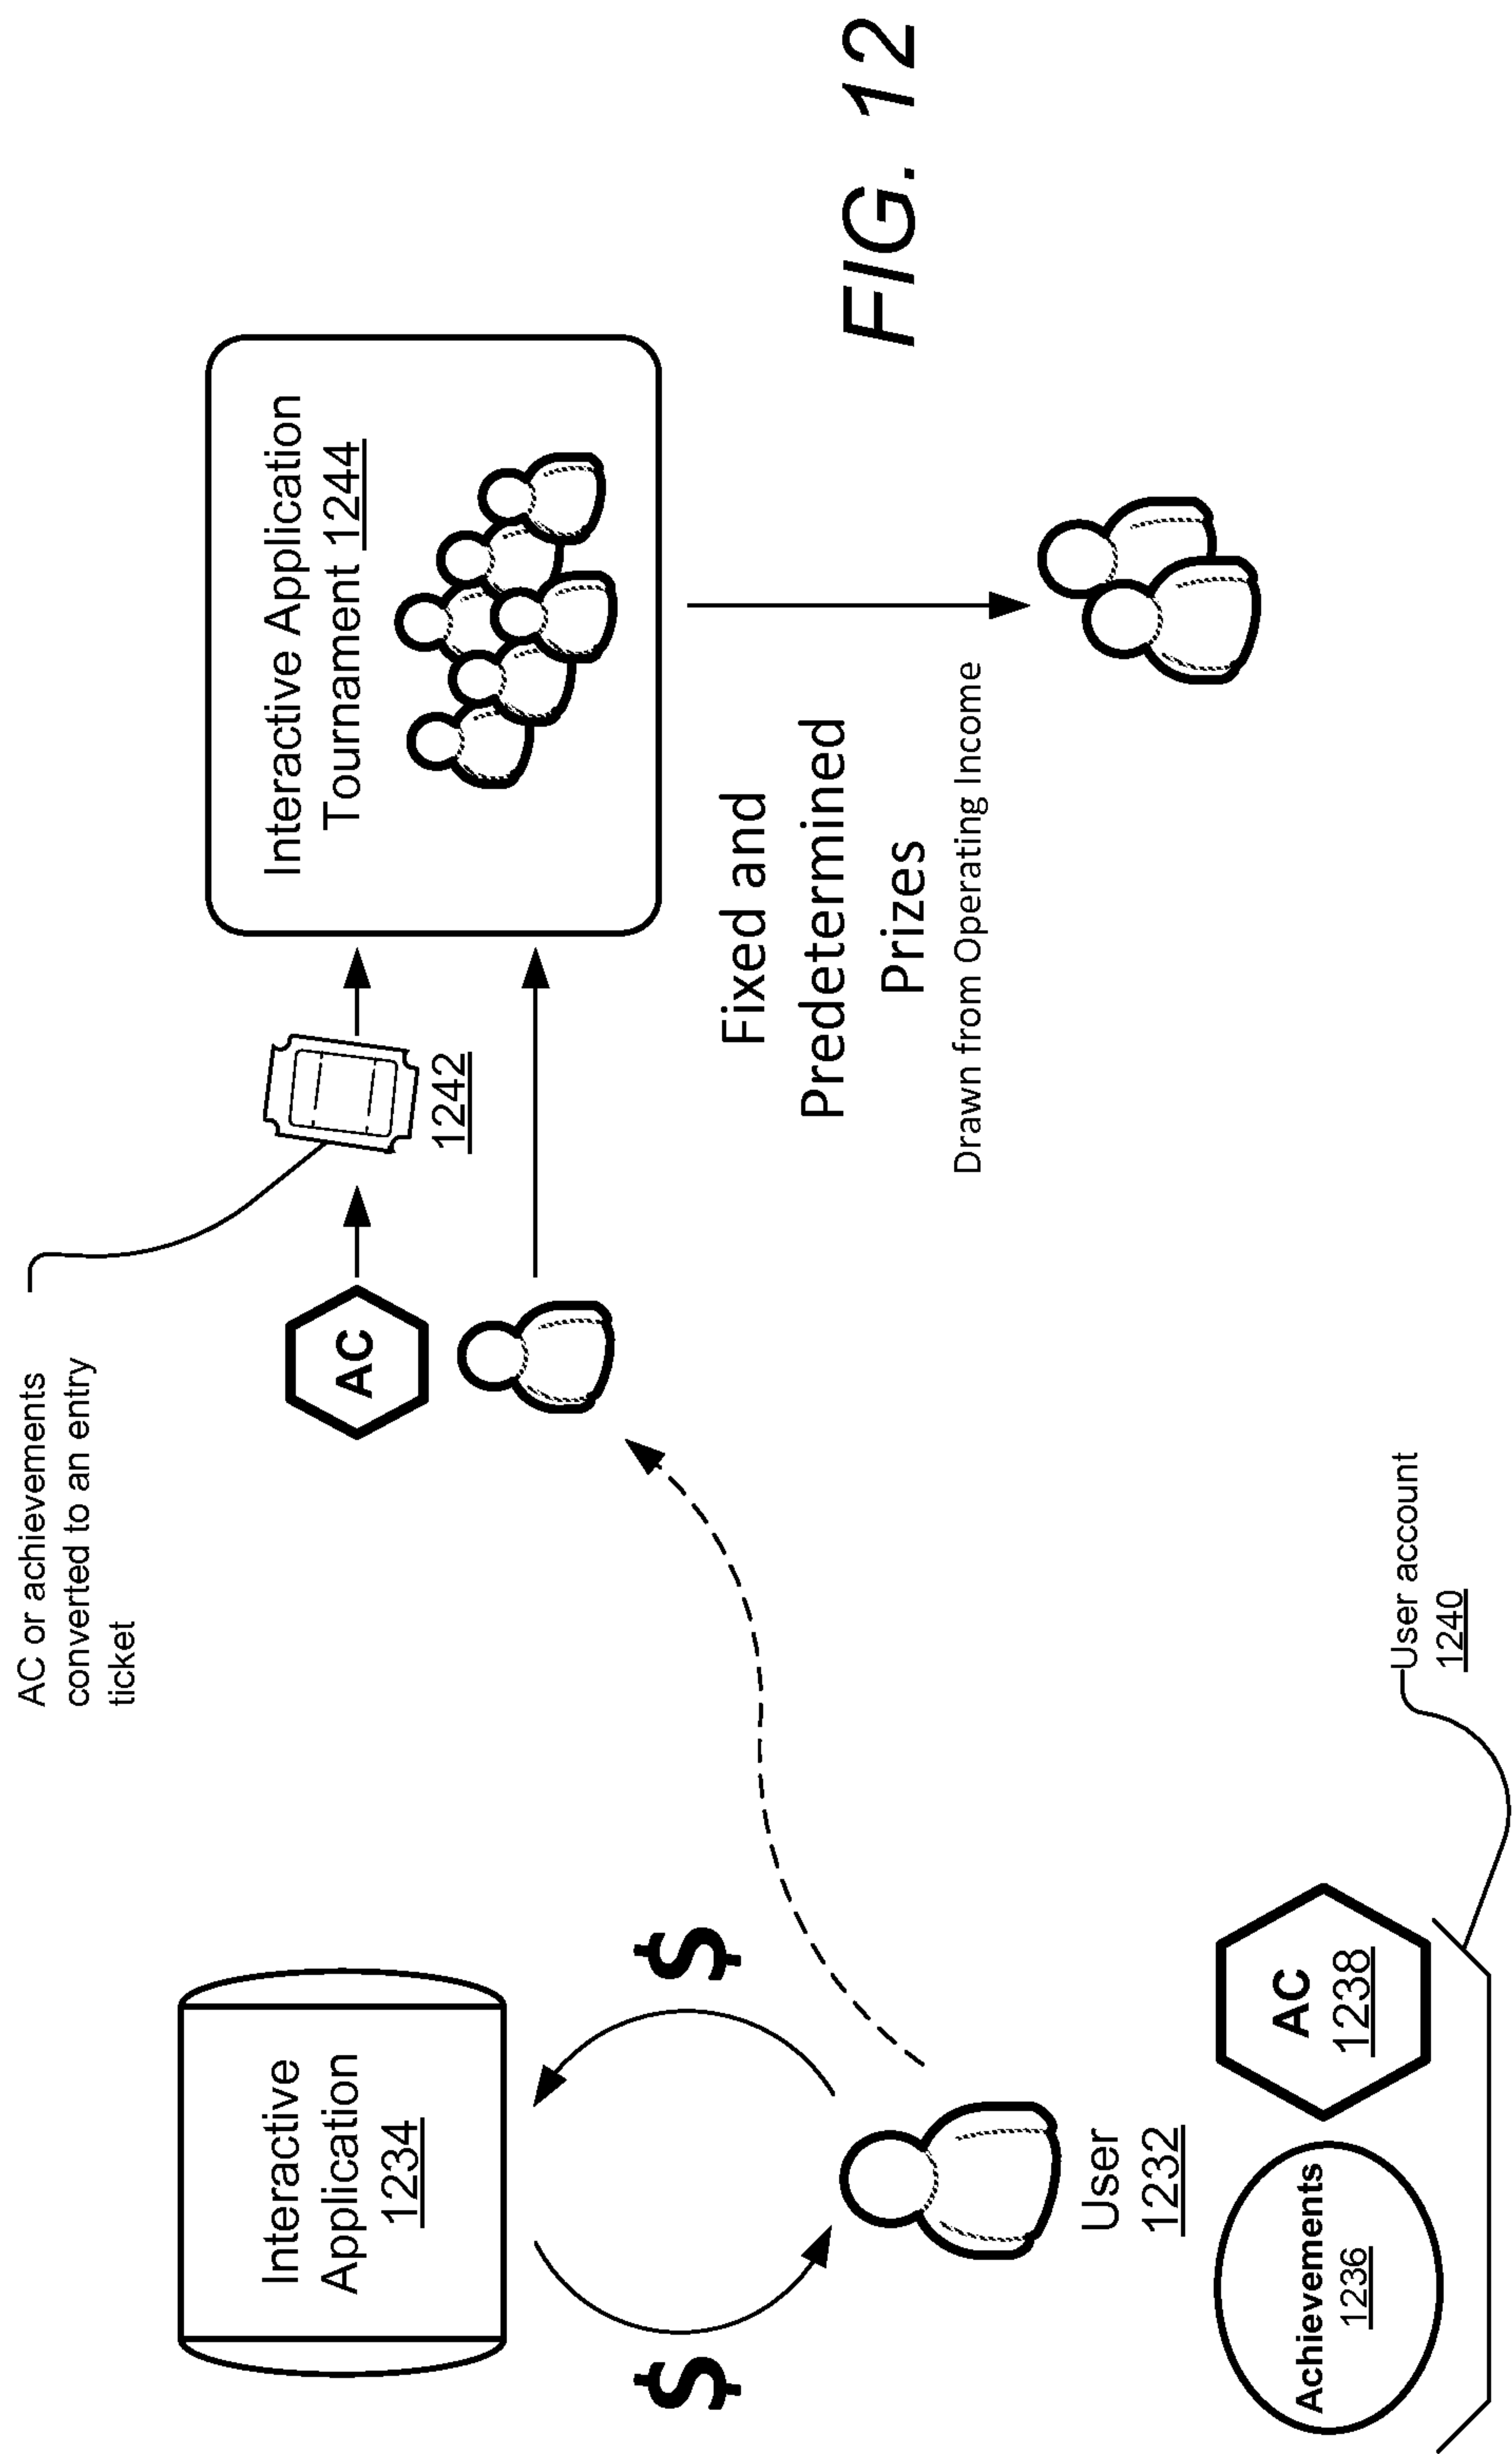 Interactive
Application
1234
$
$
User
1232
Achievements
1236
AC
1238
User account
1240
AC or achievements
converted to an entry
ticket
AC
1242
Interactive Application
Tournament 1244
Fixed and
Predetermined
Prizes
Drawn from Operating Income
FIG. 12